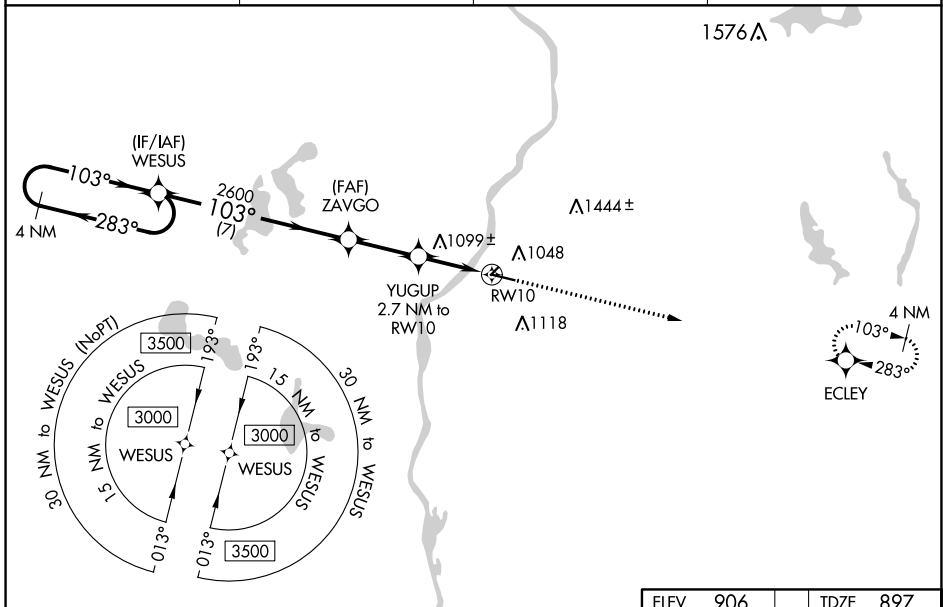 1576
(IF/IAF)
WESUS
103°
283°
4 NM
2600
103°
(7)
(FAF)
ZAVGO
1444±
1099±
1048
YUGUP
2.7 NM to
RW10
RW10
1118
4 NM
103°
283°
ECLEY
30 NM to WESUS (NoPT)
3500
193°
15 NM to WESUS
3000
WESUS
013°
193°
30 NM to WESUS
15 NM to WESUS
3000
WESUS
013°
3500
ELEV 906 TDZE 897